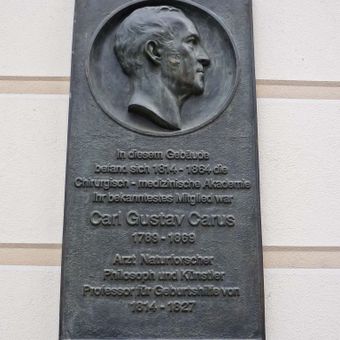 In diesem Gebäude
befand sich 1814 - 1864 die
Chirurgisch - medizinische Akademie
Ihr bekanntestes Mitglied war
Carl Gustav Carus
1789 - 1869
Arzt Naturforscher
Philosoph und Künstler
Professor für Geburtshilfe von
1814 - 1827